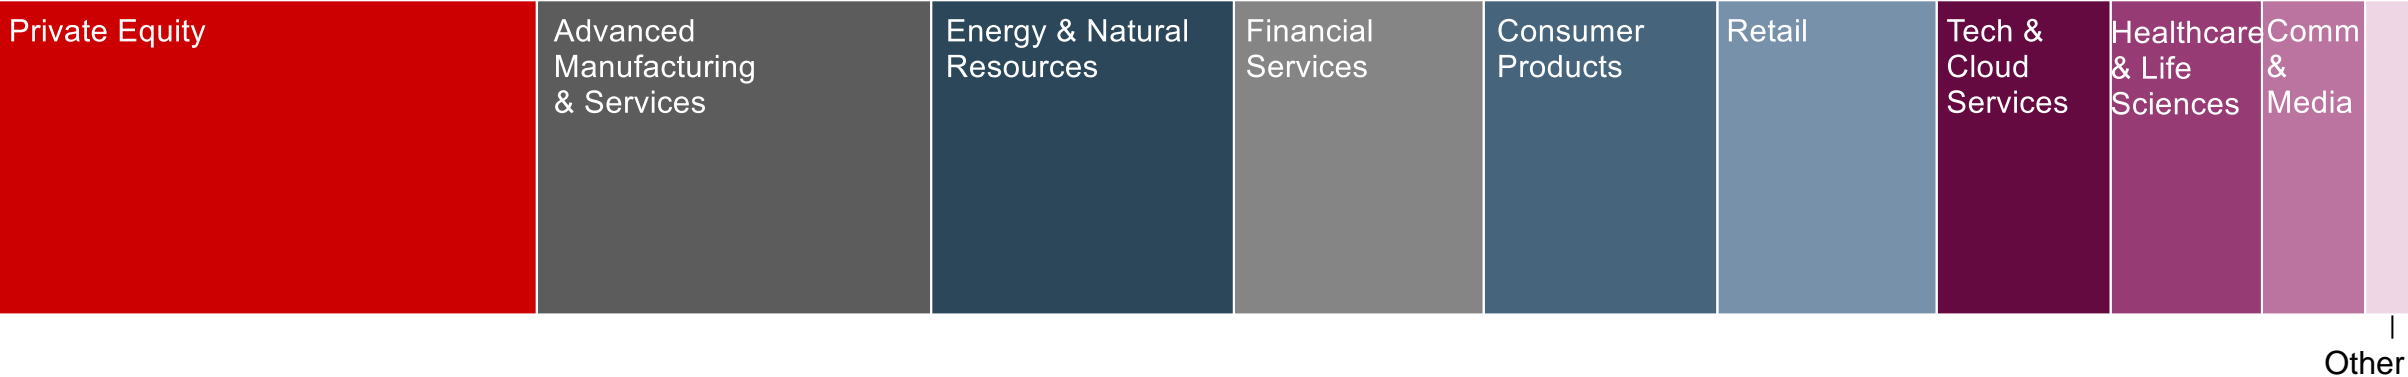 Private Equity
Advanced
Manufacturing
& Services
Energy & Natural
Resources
Financial
Services
Consumer
Products
Retail
Tech &
Cloud
Services
Healthcare
& Life
Sciences
Comm
&
Media
Other